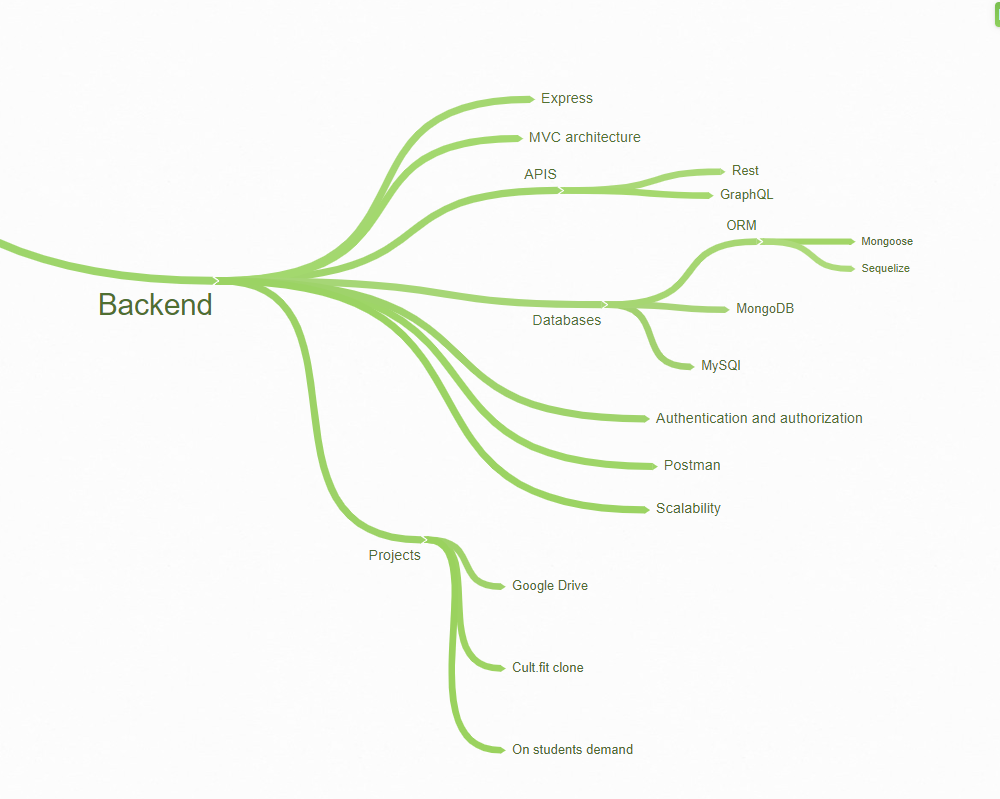 Express
MVC architecture
APIS
Rest
GraphQL
ORM
Mongoose
Sequelize
Backend
Databases
MongoDB
MySQl
Authentication and authorization
Postman
Scalability
Projects
Google Drive
Cult.fit clone
On students demand